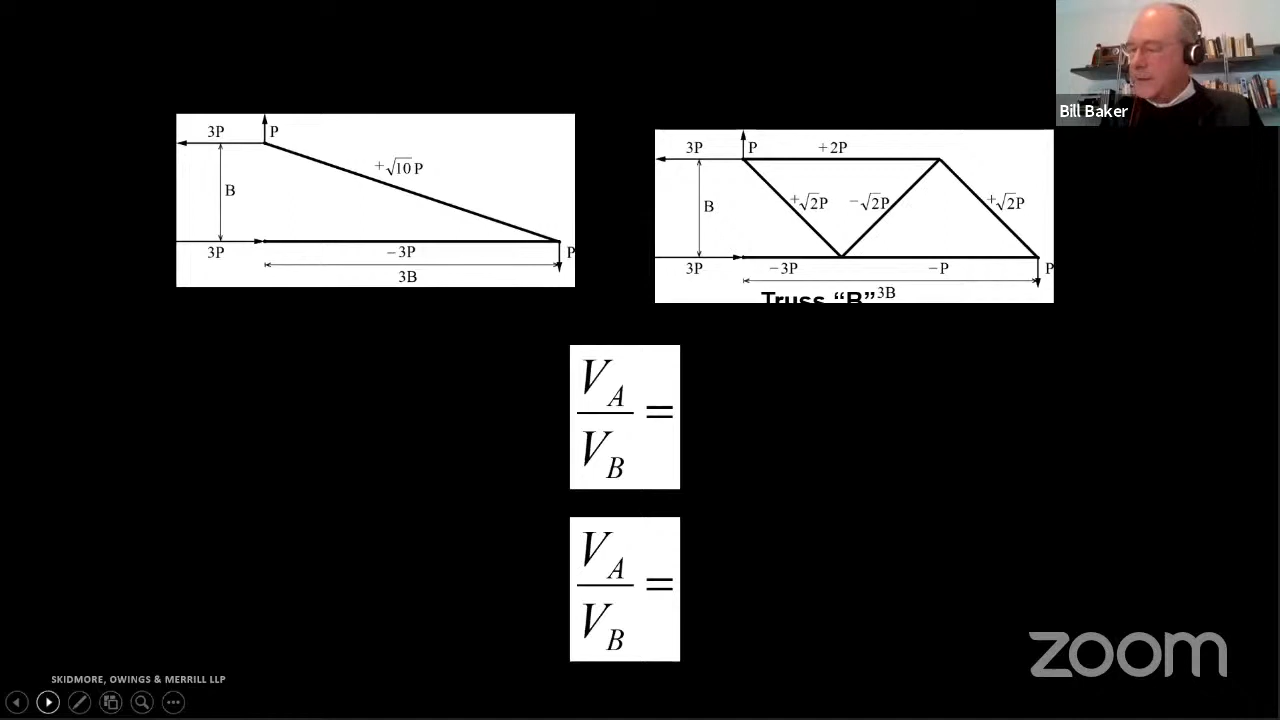 Bill Baker
3P
P
+√10 P
B
3P
−3P
P
3B
3P
P
+2P
B
+√2P
−√2P
+√2P
3P
−3P
−P
P
Truss “B”
3B
V_A
V_B
=
V_A
V_B
=
zoom
SKIDMORE, OWINGS & MERRILL LLP